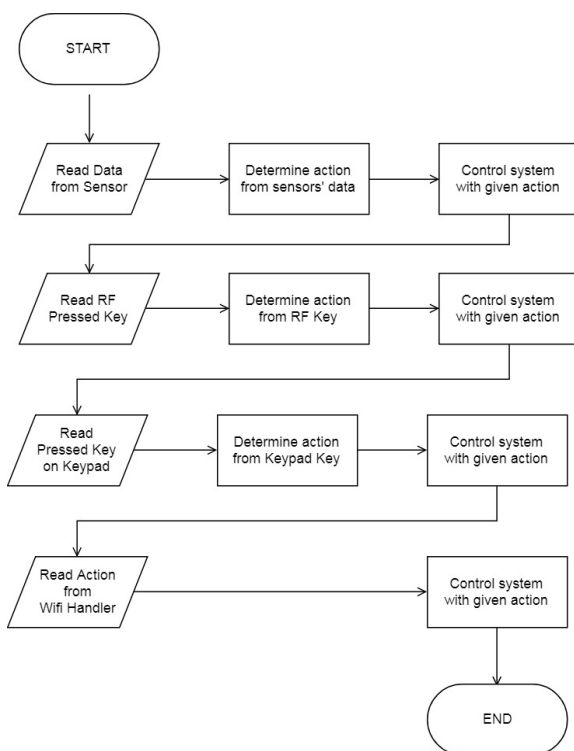 START
Read Data
from Sensor
Determine action
from sensors' data
Control system
with given action
Read RF
Pressed Key
Determine action
from RF Key
Control system
with given action
Read
Pressed Key
on Keypad
Determine action
from Keypad Key
Control system
with given action
Read Action
from
Wifi Handler
Control system
with given action
END